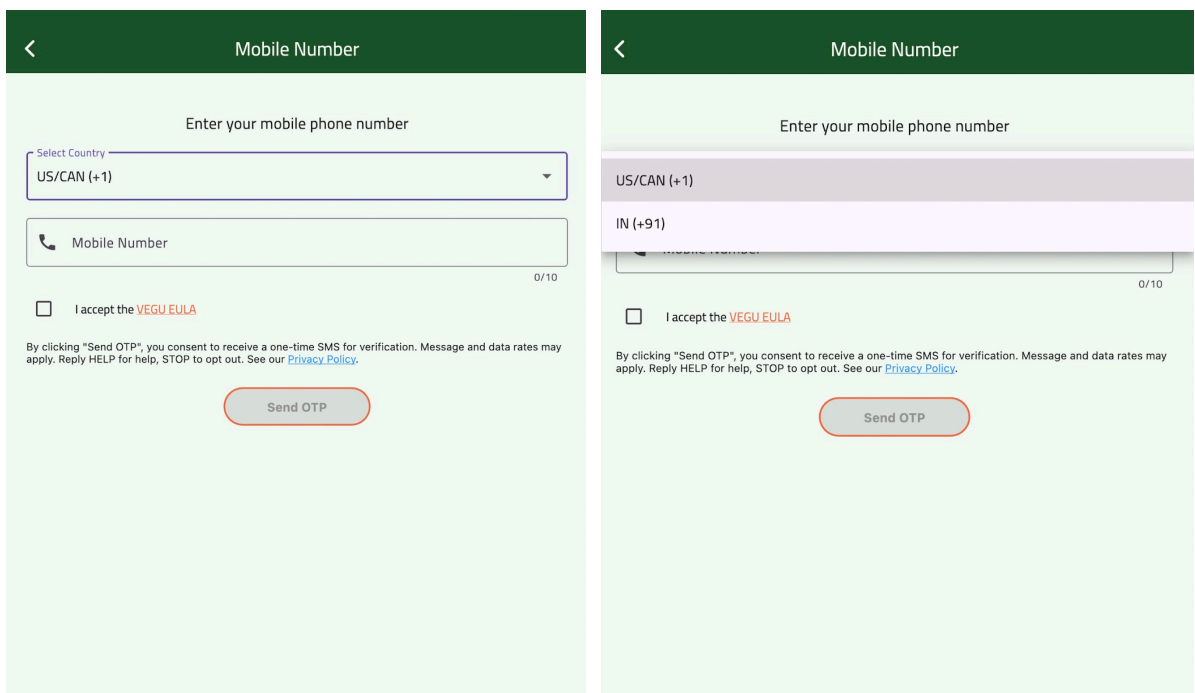 Mobile Number
Enter your mobile phone number
Select Country
US/CAN (+1)
Mobile Number
0/10
I accept the VEGU EULA
By clicking "Send OTP", you consent to receive a one-time SMS for verification. Message and data rates may
apply. Reply HELP for help, STOP to opt out. See our Privacy Policy.
Send OTP
Mobile Number
Enter your mobile phone number
US/CAN (+1)
IN (+91)
Mobile Number
0/10
I accept the VEGU EULA
By clicking "Send OTP", you consent to receive a one-time SMS for verification. Message and data rates may
apply. Reply HELP for help, STOP to opt out. See our Privacy Policy.
Send OTP